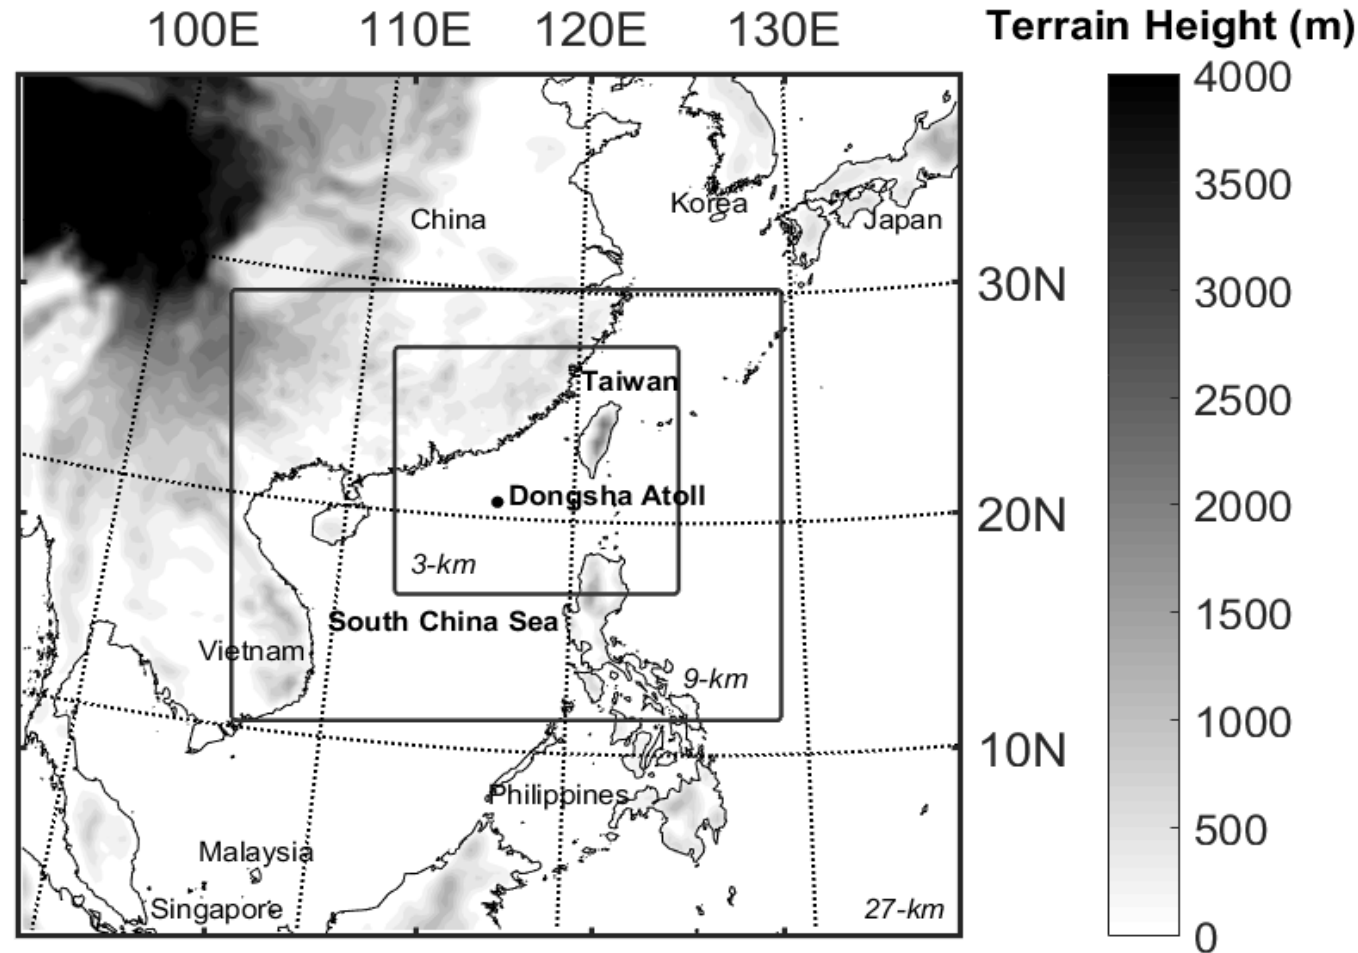 100E 110E 120E 130E Terrain Height (m)
4000
3500
3000
2500
2000
1500
1000
500
0
China
Korea
Japan
30N
Taiwan
Dongsha Atoll
20N
3-km
South China Sea
Vietnam
9-km
10N
Philippines
Malaysia
Singapore
27-km